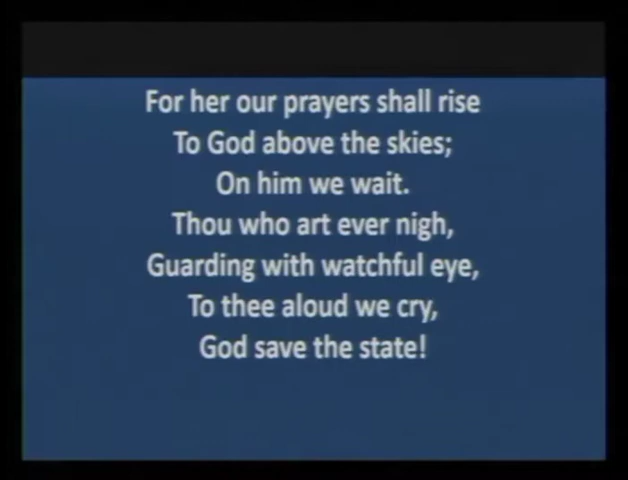 For her our prayers shall rise
To God above the skies;
On him we wait.
Thou who art ever nigh,
Guarding with watchful eye,
To thee aloud we cry,
God save the state!